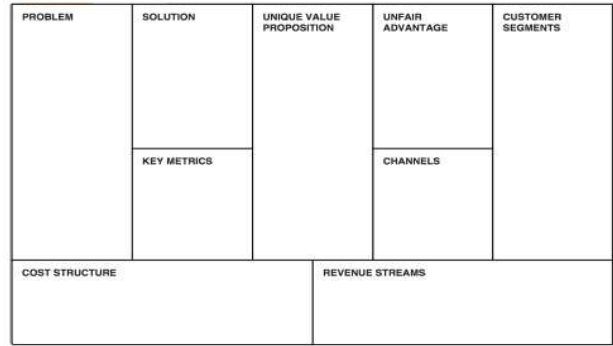 PROBLEM
SOLUTION
UNIQUE VALUE
PROPOSITION
UNFAIR
ADVANTAGE
CUSTOMER
SEGMENTS
KEY METRICS
CHANNELS
COST STRUCTURE
REVENUE STREAMS